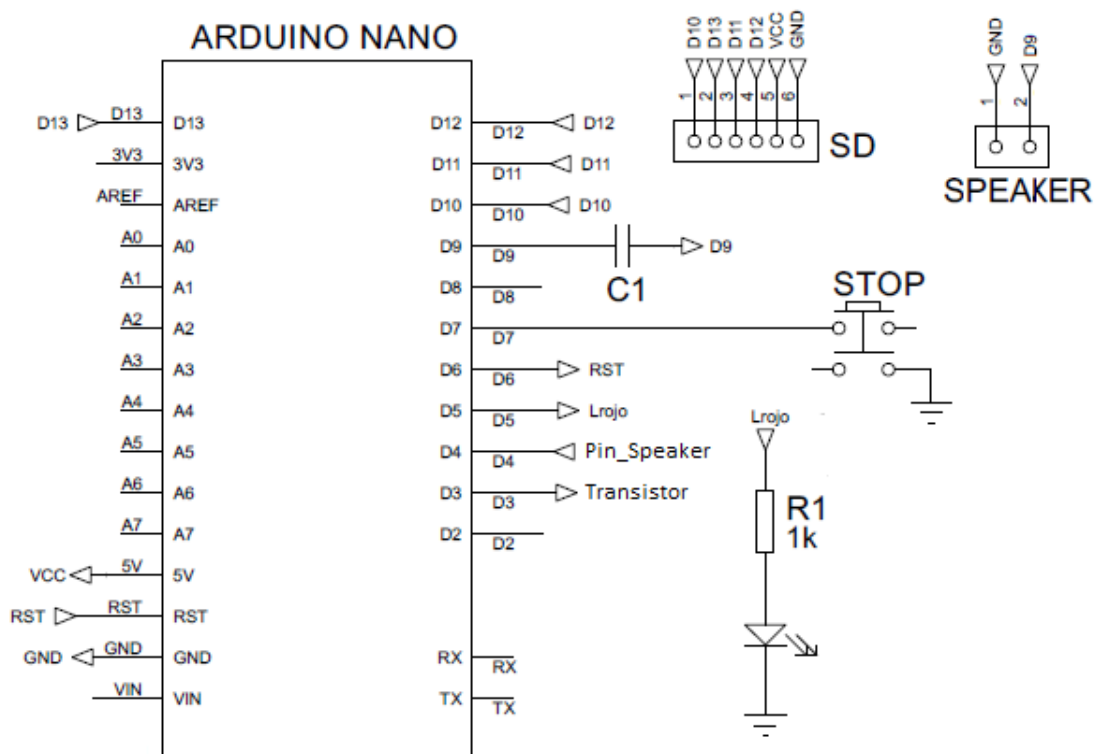 ARDUINO NANO
D10
D13
D11
D12
VCC
GND
1
2
3
4
5
6
SD
GND
D9
1
2
SPEAKER
D13 D13 D13
3V3 3V3
AREF AREF
A0 A0
A1 A1
A2 A2
A3 A3
A4 A4
A5 A5
A6 A6
A7 A7
VCC 5V 5V
RST RST RST
GND GND GND
VIN VIN
D12 D12 D12
D11 D11 D11
D10 D10 D10
D9 D9 D9
C1
D8 D8
D7 D7
D6 D6 RST
D5 D5 Lrojo
D4 D4 Pin_Speaker
D3 D3 Transistor
D2 D2
RX RX
TX TX
STOP
Lrojo
R1
1k